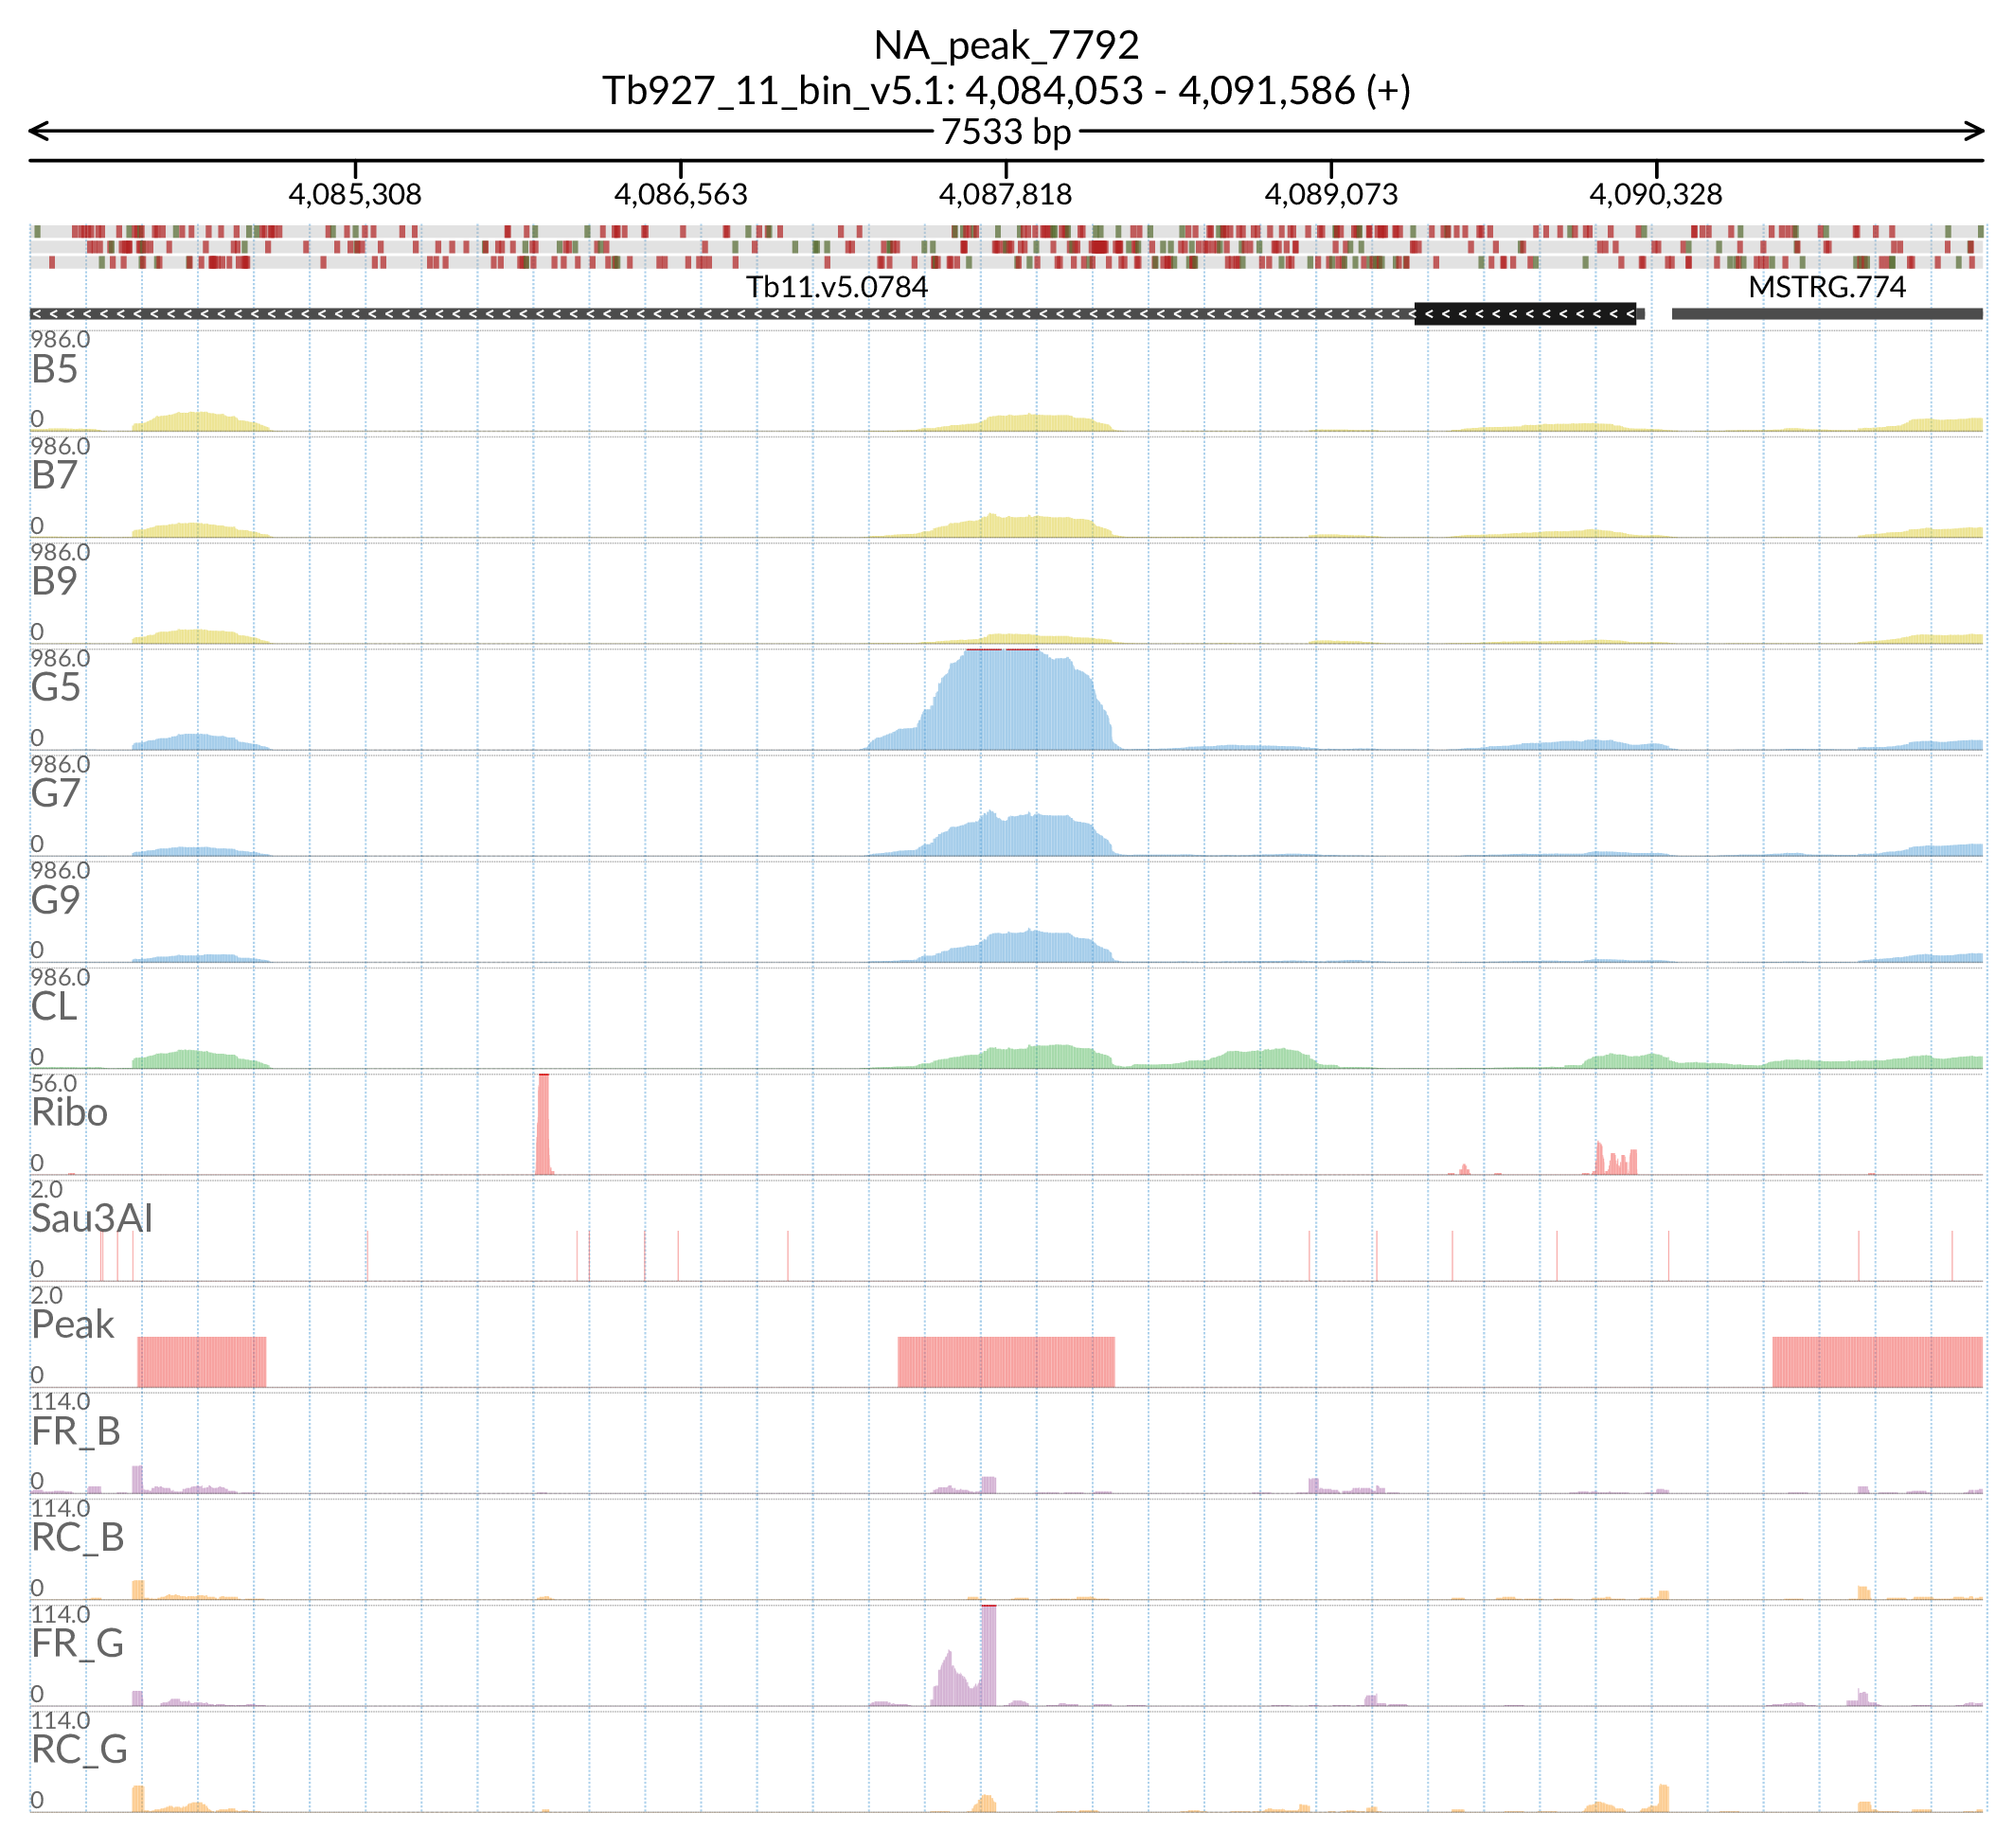 NA_peak_7792
Tb927_11_bin_v5.1: 4,084,053 - 4,091,586 (+)
7533 bp
4,085,308 4,086,563 4,087,818 4,089,073 4,090,328
Tb11.v5.0784 MSTRG.774
986.0
B5
0
986.0
B7
0
986.0
B9
0
986.0
G5
0
986.0
G7
0
986.0
G9
0
986.0
CL
0
56.0
Ribo
0
2.0
Sau3AI
0
2.0
Peak
0
114.0
FR_B
0
114.0
RC_B
0
114.0
FR_G
0
114.0
RC_G
0